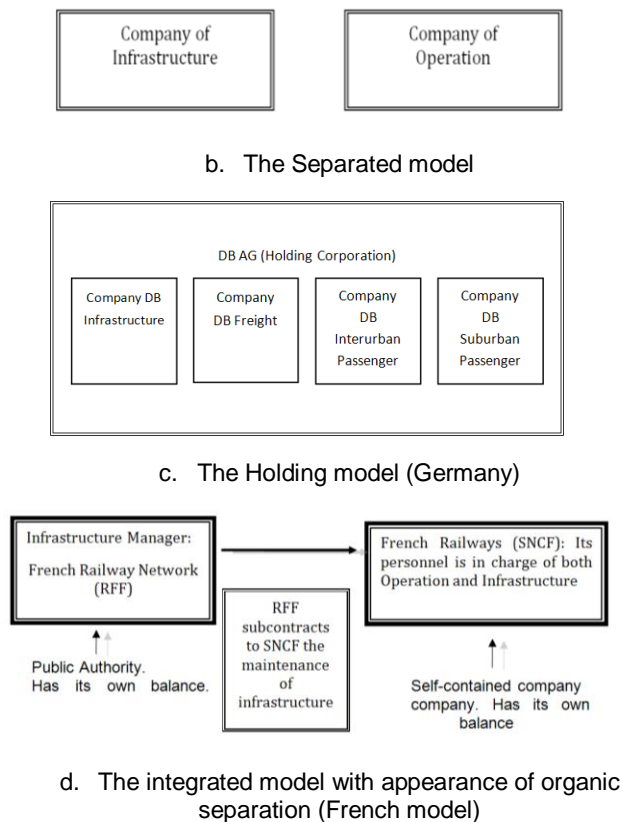 Company of
Infrastructure
Company of
Operation
b. The Separated model
DB AG (Holding Corporation)
Company DB
Infrastructure
Company
DB Freight
Company
DB
Interurban
Passenger
Company
DB
Suburban
Passenger
c. The Holding model (Germany)
Infrastructure Manager:
French Railway Network
(RFF)
French Railways (SNCF): Its
personnel is in charge of both
Operation and Infrastructure
RFF
subcontracts
to SNCF the
maintenance
of
infrastructure
Public Authority.
Has its own balance.
Self-contained company
company. Has its own
balance
d. The integrated model with appearance of organic
separation (French model)